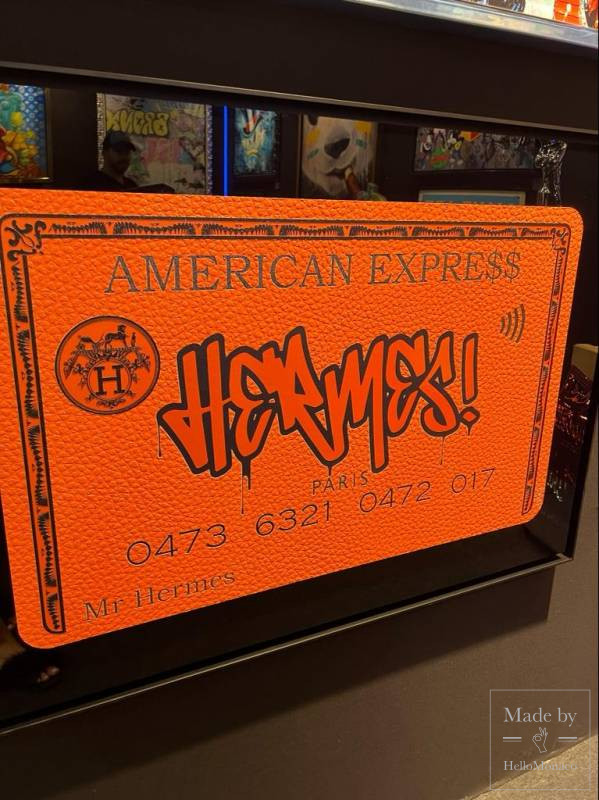 AMERICAN EXPRE$$
H
HERMES!
PARIS
0473 6321 0472 017
Mr Hermes
Made by